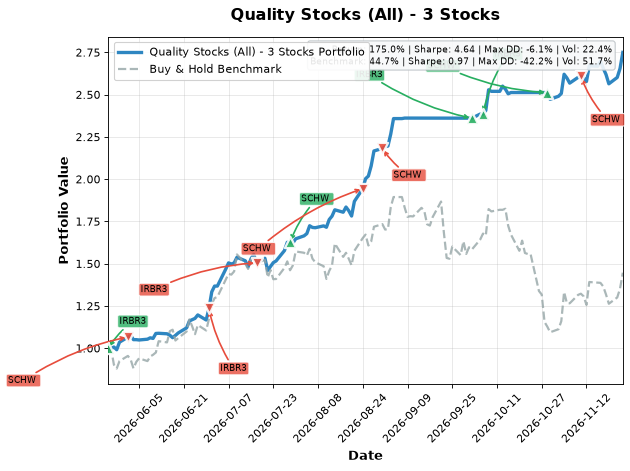 Quality Stocks (All) - 3 Stocks
Quality Stocks (All) - 3 Stocks Portfolio
175.0% | Sharpe: 4.64 | Max DD: -6.1% | Vol: 22.4%
Buy & Hold Benchmark
44.7% | Sharpe: 0.97 | Max DD: -42.2% | Vol: 51.7%
IRBR3
SCHW
SCHW
SCHW
SCHW
IRBR3
IRBR3
IRBR3
SCHW
Portfolio Value
2.75
2.50
2.25
2.00
1.75
1.50
1.25
1.00
2026-06-05
2026-06-21
2026-07-07
2026-07-23
2026-08-08
2026-08-24
2026-09-09
2026-09-25
2026-10-11
2026-10-27
2026-11-12
Date